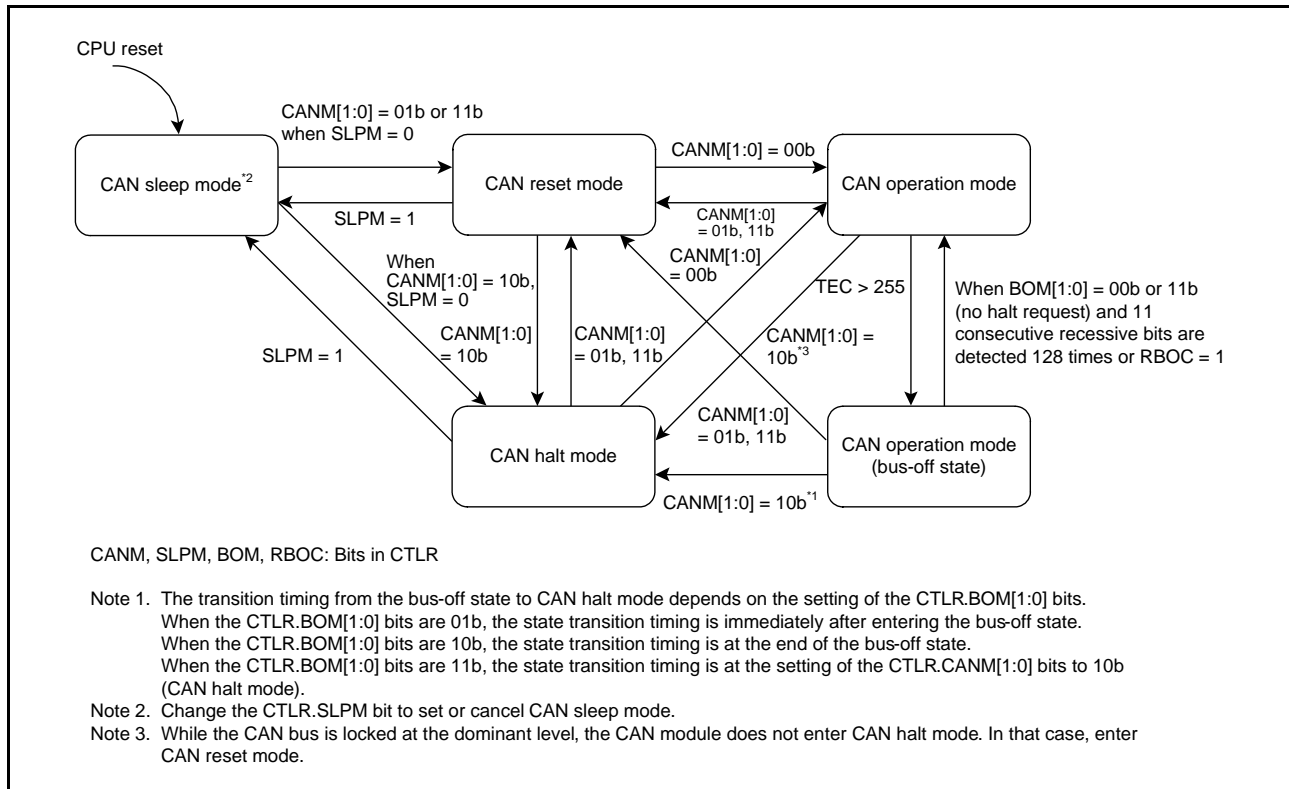 CPU reset
CANM[1:0] = 01b or 11b
when SLPM = 0
CANM[1:0] = 00b
CAN sleep mode*2
CAN reset mode
CAN operation mode
SLPM = 1
CANM[1:0]
= 01b, 11b
When
CANM[1:0] = 10b,
SLPM = 0
CANM[1:0]
= 00b
TEC > 255
When BOM[1:0] = 00b or 11b
(no halt request) and 11
consecutive recessive bits are
detected 128 times or RBOC = 1
SLPM = 1
CANM[1:0]
= 10b
CANM[1:0]
= 01b, 11b
CANM[1:0] =
10b*3
CANM[1:0]
= 01b, 11b
CAN halt mode
CAN operation mode
(bus-off state)
CANM[1:0] = 10b*1
CANM, SLPM, BOM, RBOC: Bits in CTLR
Note 1. The transition timing from the bus-off state to CAN halt mode depends on the setting of the CTLR.BOM[1:0] bits.
When the CTLR.BOM[1:0] bits are 01b, the state transition timing is immediately after entering the bus-off state.
When the CTLR.BOM[1:0] bits are 10b, the state transition timing is at the end of the bus-off state.
When the CTLR.BOM[1:0] bits are 11b, the state transition timing is at the setting of the CTLR.CANM[1:0] bits to 10b
(CAN halt mode).
Note 2. Change the CTLR.SLPM bit to set or cancel CAN sleep mode.
Note 3. While the CAN bus is locked at the dominant level, the CAN module does not enter CAN halt mode. In that case, enter
CAN reset mode.